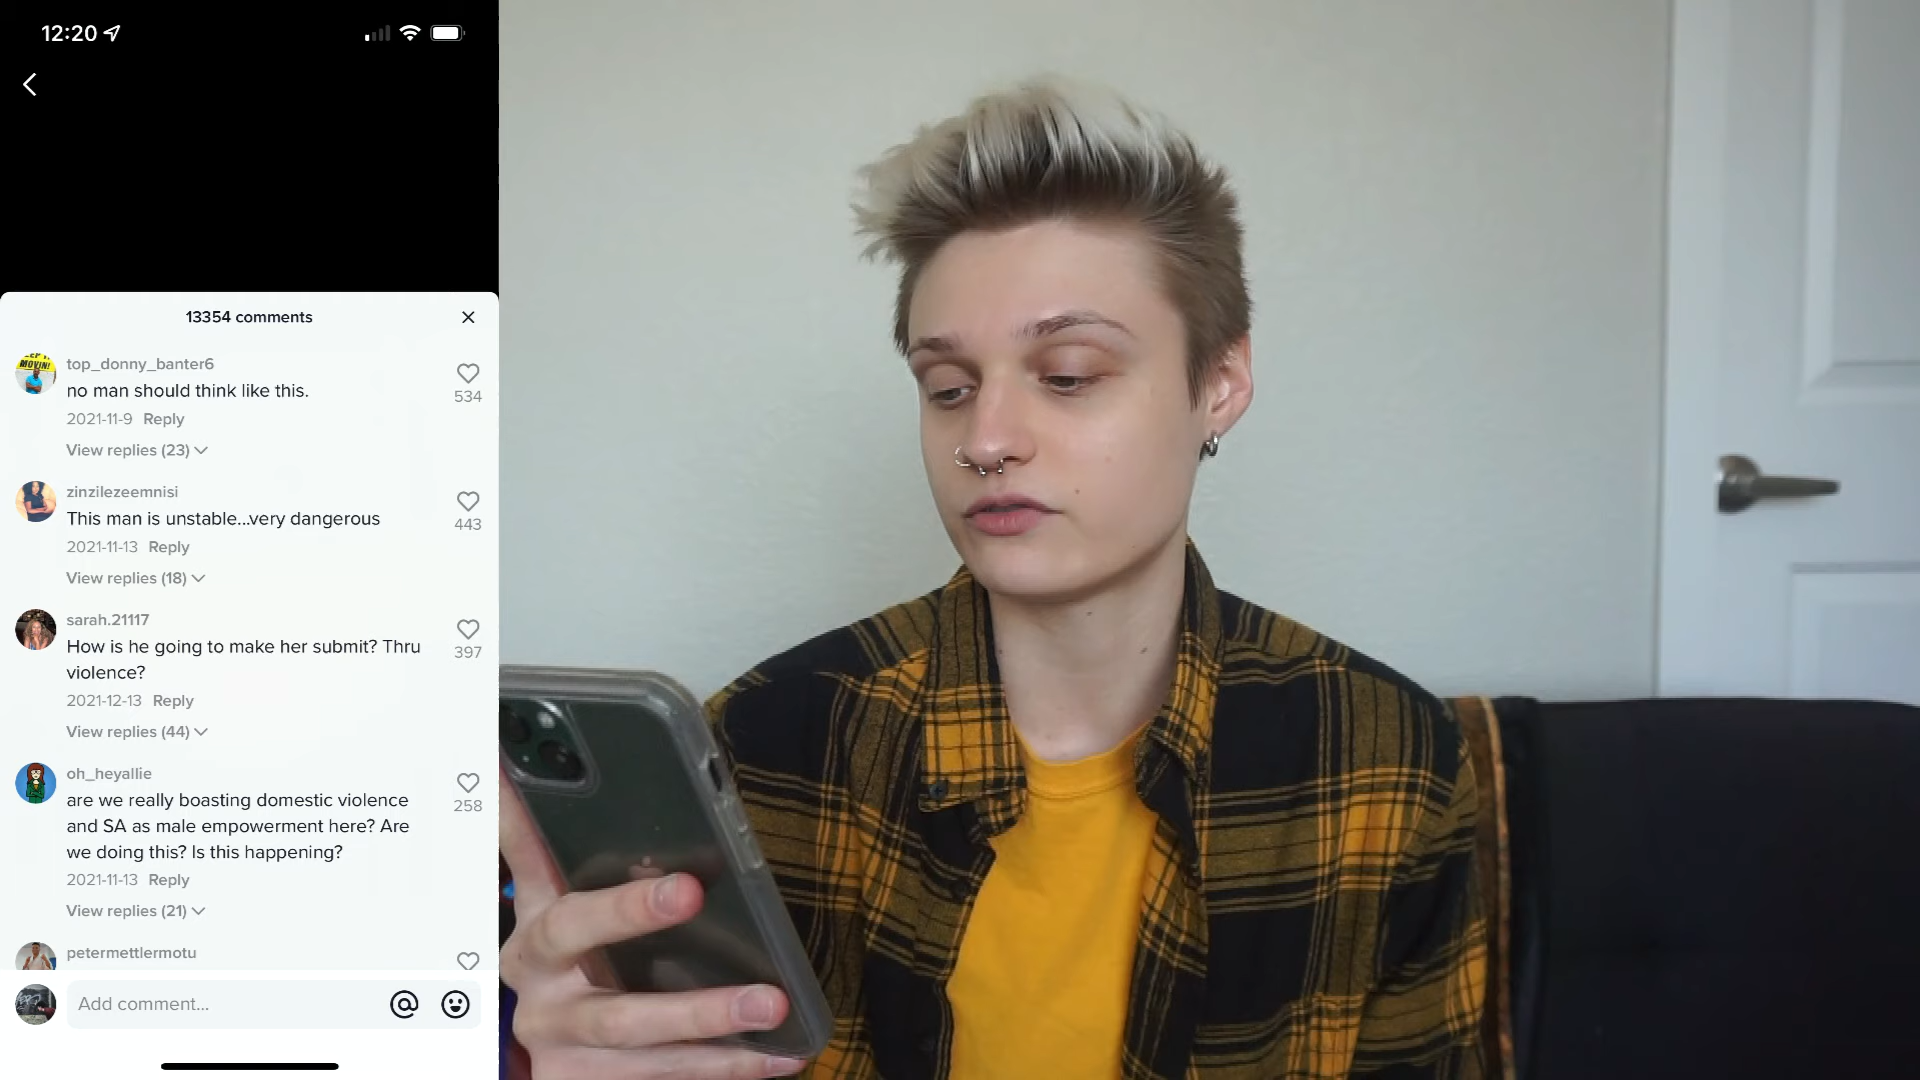 12:20
13354 comments
MOVIN!
top_donny_banter6
no man should think like this.
534
2021-11-9 Reply
View replies (23)
zinzilezeemnisi
This man is unstable...very dangerous
443
2021-11-13 Reply
View replies (18)
sarah.21117
How is he going to make her submit? Thru
violence?
397
2021-12-13 Reply
View replies (44)
oh_heyallie
are we really boasting domestic violence
and SA as male empowerment here? Are
we doing this? Is this happening?
258
2021-11-13 Reply
View replies (21)
petermettlermotu
Add comment...